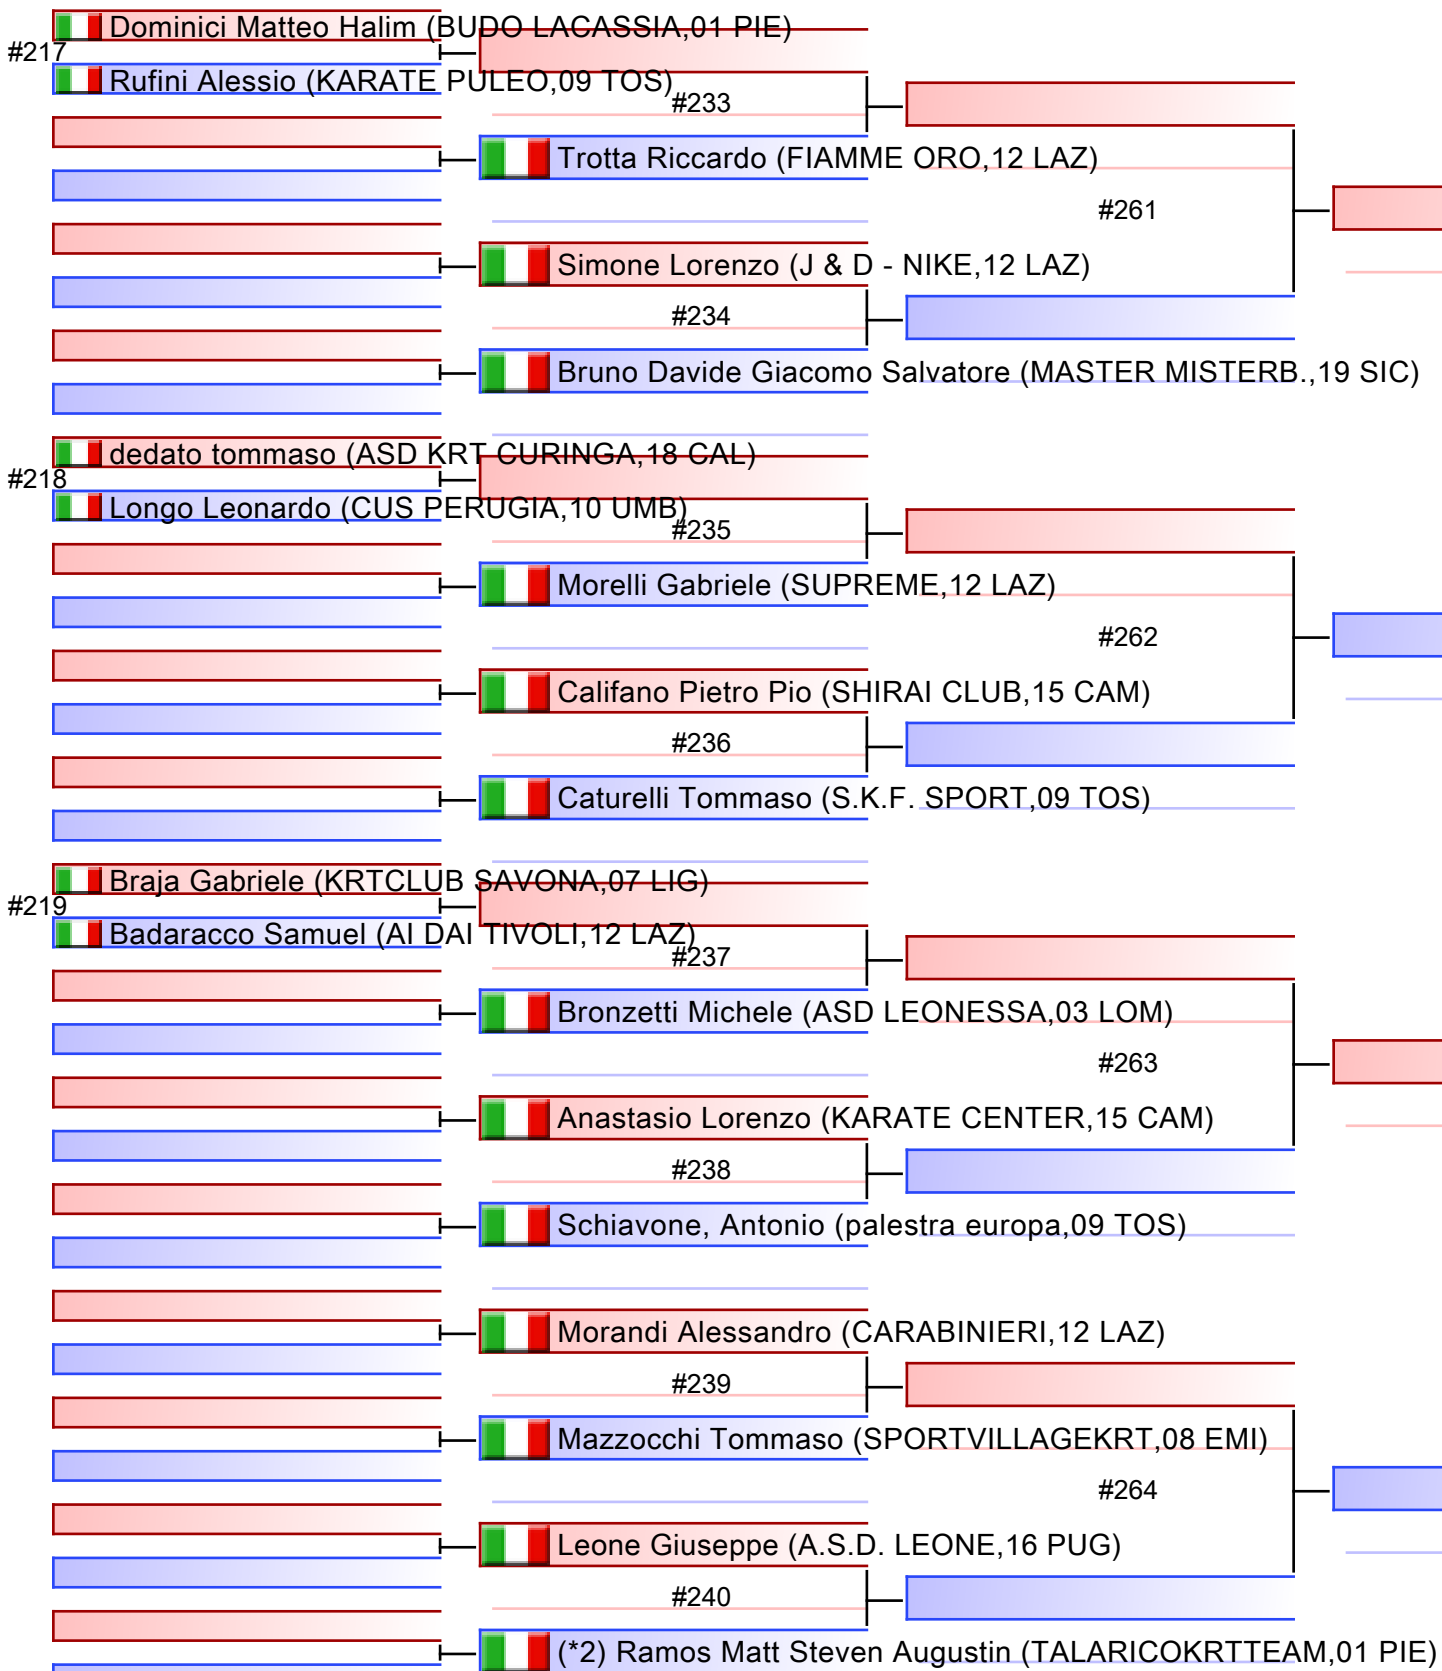 Dominici Matteo Halim (BUDO LACASSIA,01 PIE)
#217
Rufini Alessio (KARATE PULEO,09 TOS)
#233
Trotta Riccardo (FIAMME ORO,12 LAZ)
#261
Simone Lorenzo (J & D - NIKE,12 LAZ)
#234
Bruno Davide Giacomo Salvatore (MASTER MISTERB.,19 SIC)
dedato tommaso (ASD KRT CURINGA,18 CAL)
#218
Longo Leonardo (CUS PERUGIA,10 UMB)
#235
Morelli Gabriele (SUPREME,12 LAZ)
#262
Califano Pietro Pio (SHIRAI CLUB,15 CAM)
#236
Caturelli Tommaso (S.K.F. SPORT,09 TOS)
Braja Gabriele (KRTCLUB SAVONA,07 LIG)
#219
Badaracco Samuel (AI DAI TIVOLI,12 LAZ)
#237
Bronzetti Michele (ASD LEONESSA,03 LOM)
#263
Anastasio Lorenzo (KARATE CENTER,15 CAM)
#238
Schiavone, Antonio (palestra europa,09 TOS)
Morandi Alessandro (CARABINIERI,12 LAZ)
#239
Mazzocchi Tommaso (SPORTVILLAGEKRT,08 EMI)
#264
Leone Giuseppe (A.S.D. LEONE,16 PUG)
#240
(*2) Ramos Matt Steven Augustin (TALARICOKRTTEAM,01 PIE)